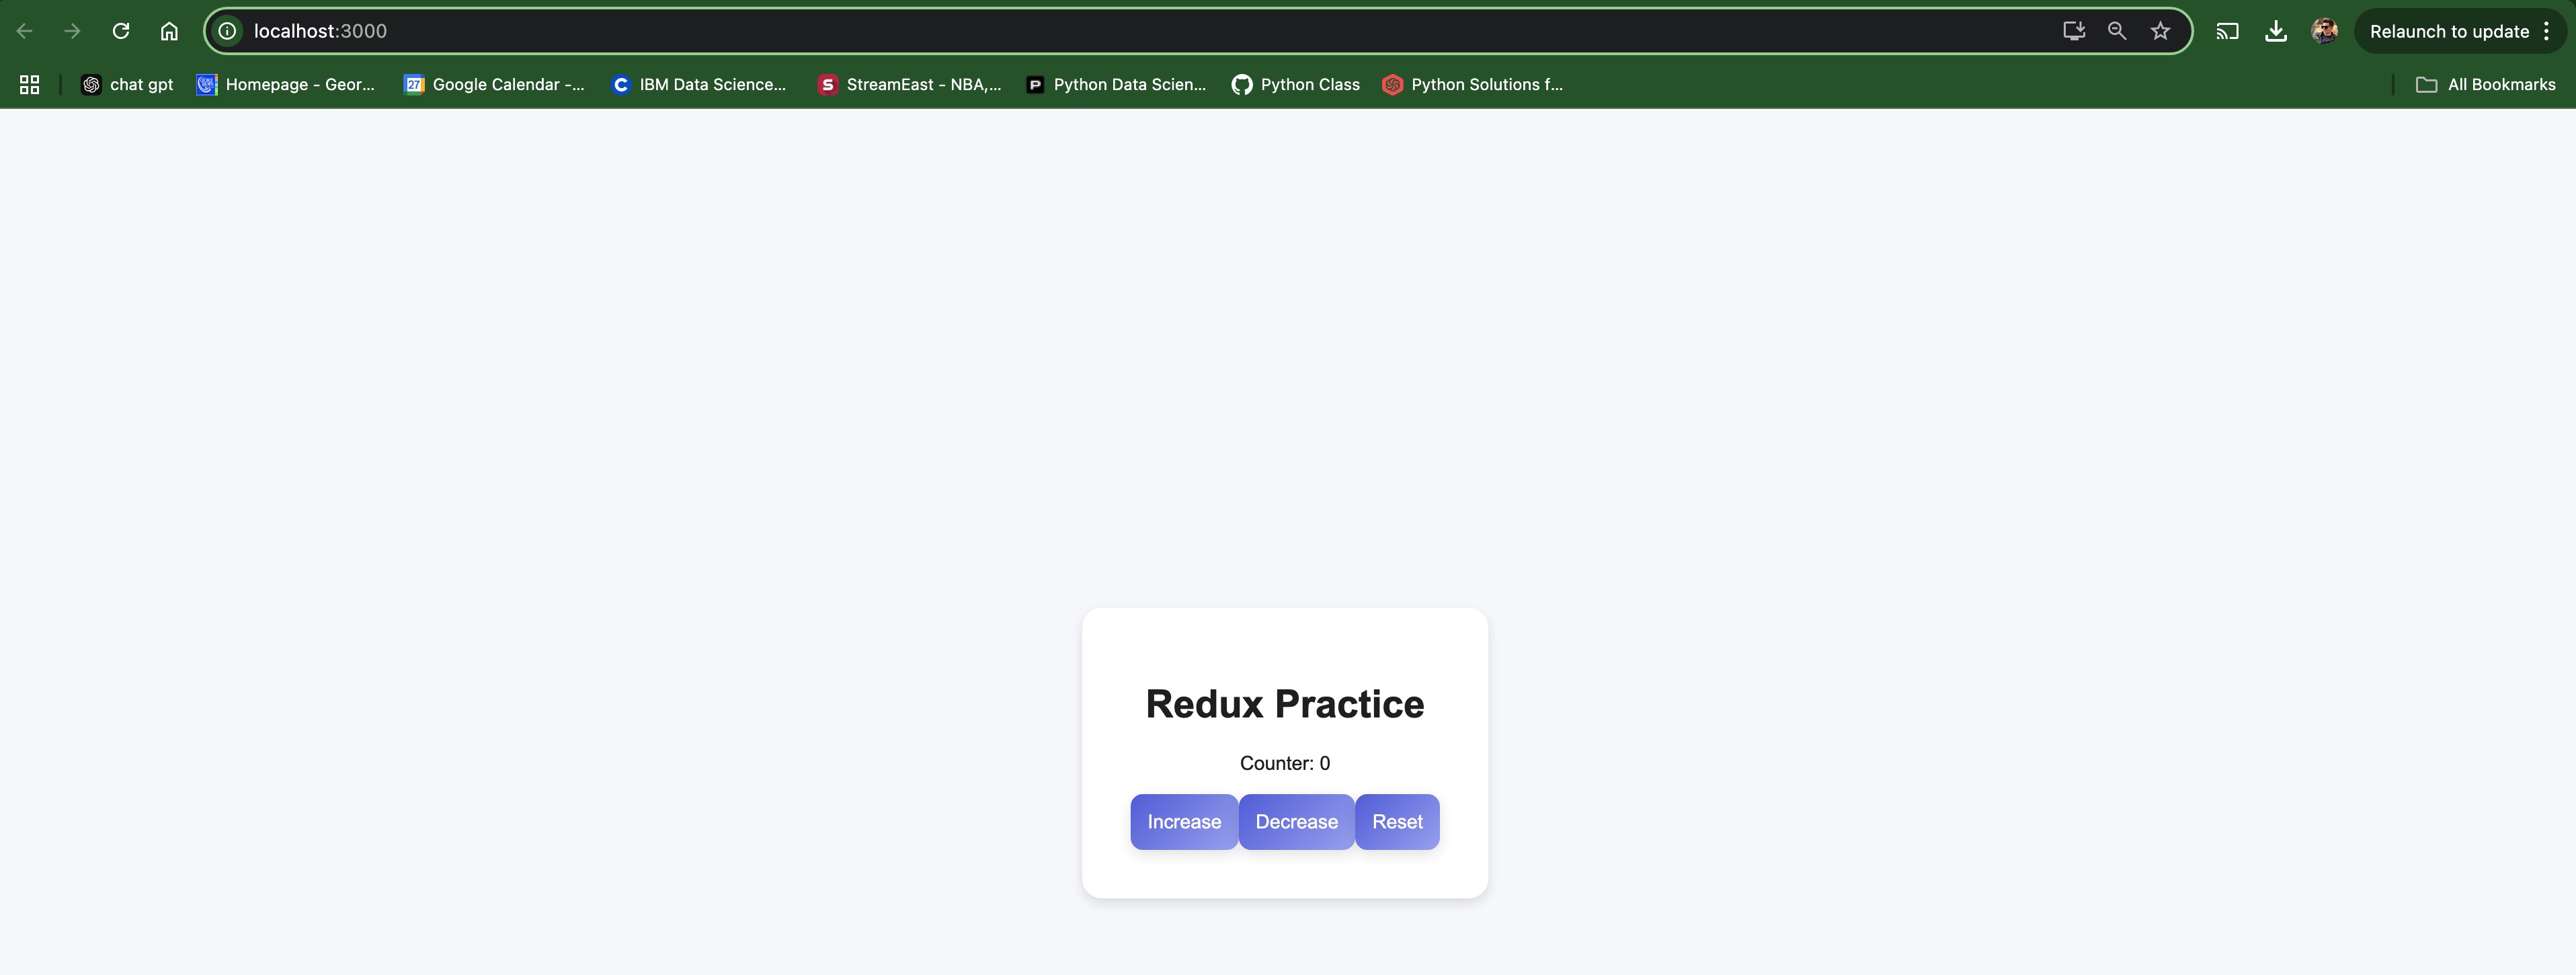 localhost:3000
Relaunch to update
chat gpt
Homepage - Geor...
27
Google Calendar -...
C
IBM Data Science...
S
StreamEast - NBA,...
P
Python Data Scien...
Python Class
Python Solutions f...
All Bookmarks
Redux Practice
Counter: 0
Increase
Decrease
Reset